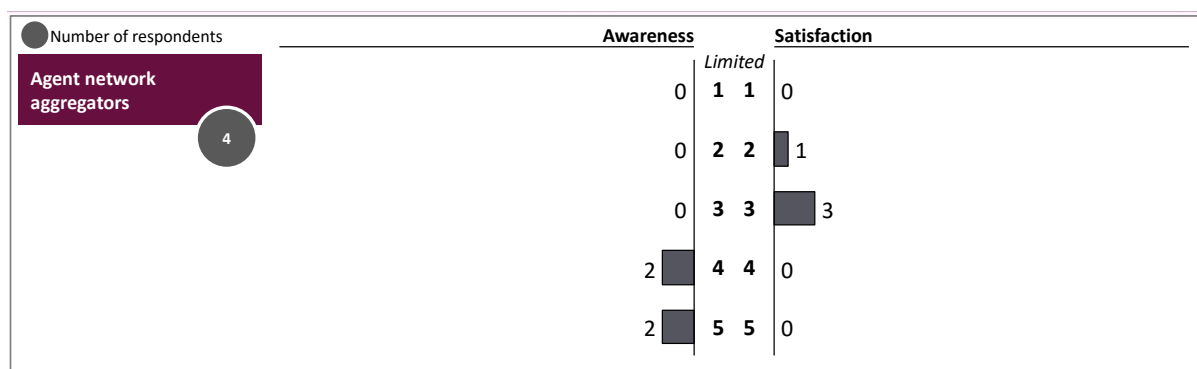 Number of respondents
Awareness
Satisfaction
Agent network
aggregators
4
Limited
0 1 1 0
0 2 2 1
0 3 3 3
2 4 4 0
2 5 5 0